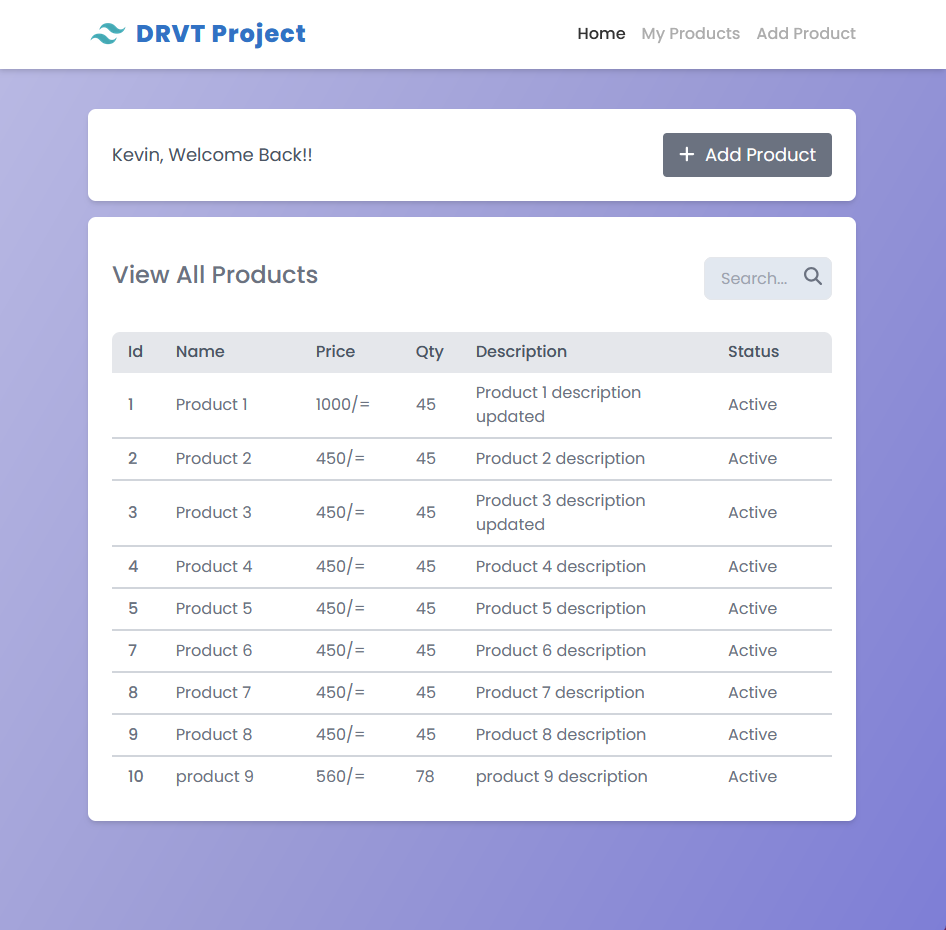 DRVT Project Home My Products Add Product
Kevin, Welcome Back!! + Add Product
View All Products Search...
Id Name Price Qty Description Status
1 Product 1 1000/= 45 Product 1 description updated Active
2 Product 2 450/= 45 Product 2 description Active
3 Product 3 450/= 45 Product 3 description updated Active
4 Product 4 450/= 45 Product 4 description Active
5 Product 5 450/= 45 Product 5 description Active
7 Product 6 450/= 45 Product 6 description Active
8 Product 7 450/= 45 Product 7 description Active
9 Product 8 450/= 45 Product 8 description Active
10 product 9 560/= 78 product 9 description Active